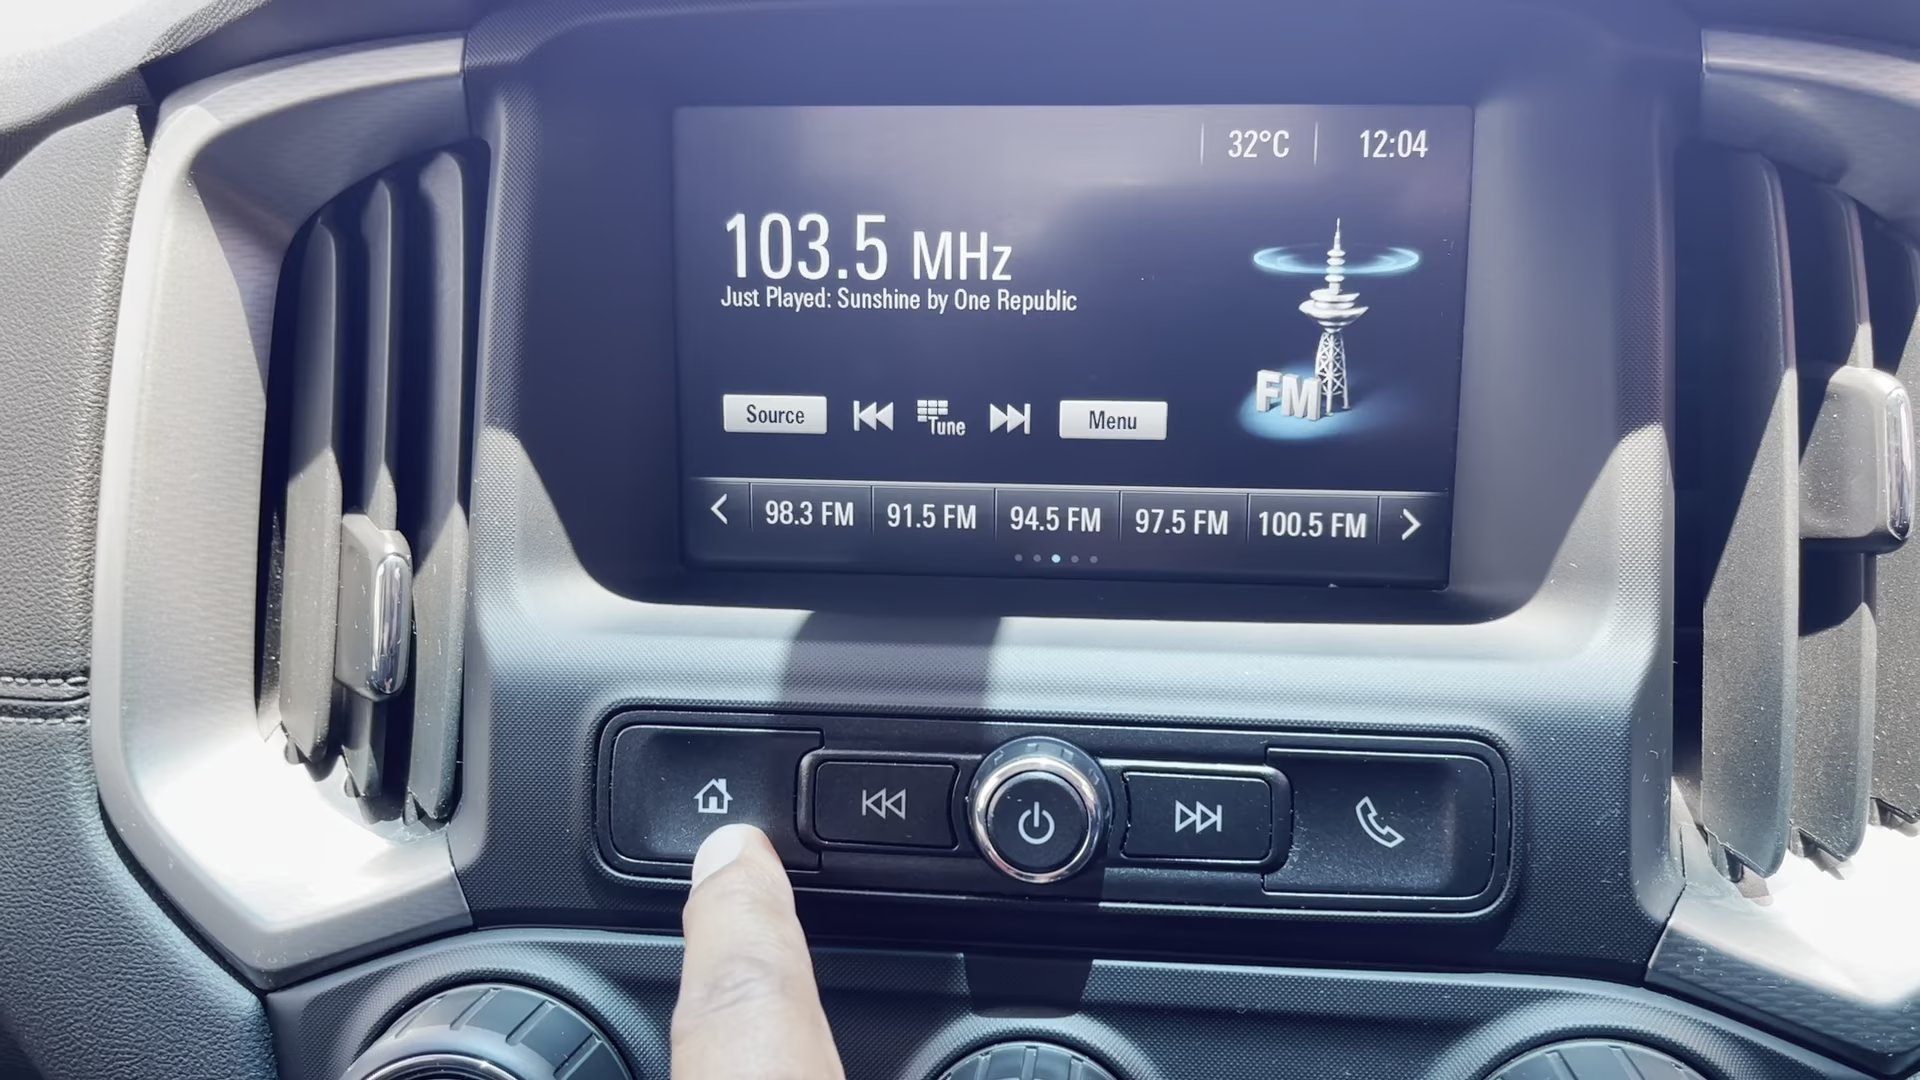 32°C 12:04
103.5 MHz
Just Played: Sunshine by One Republic
FM
Source Tune Menu
98.3 FM 91.5 FM 94.5 FM 97.5 FM 100.5 FM